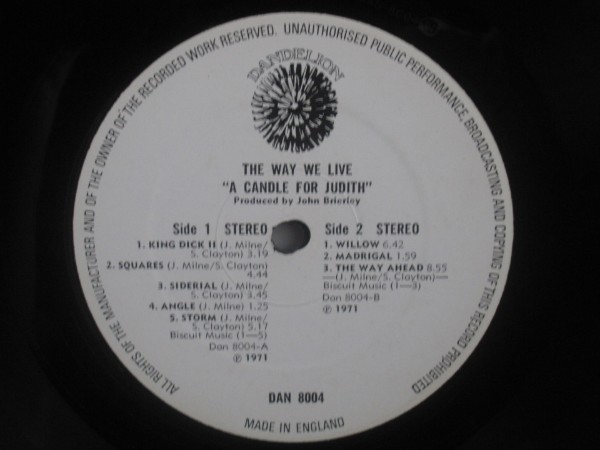 ALL RIGHTS OF THE MANUFACTURER AND OF THE OWNER OF THE RECORDED WORK RESERVED. UNAUTHORISED PUBLIC PERFORMANCE, BROADCASTING AND COPYING OF THIS RECORD PROHIBITED
DANDELION
THE WAY WE LIVE
"A CANDLE FOR JUDITH"
Produced by John Brierley
Side 1 STEREO
1. KING DICK II (J. Milne/
S. Clayton) 3.19
2. SQUARES (J. Milne/S. Clayton)
4.44
3. SIDERIAL (J. Milne/
S. Clayton) 3.45
4. ANGLE (J. Milne) 1.25
5. STORM (J. Milne/
S. Clayton) 5.17
Biscuit Music (1—5)
Dan 8004-A
℗ 1971
Side 2 STEREO
1. WILLOW 6.42
2. MADRIGAL 1.59
3. THE WAY AHEAD 8.55
—(J. Milne/S. Clayton)—
Biscuit Music (1—3)
Dan 8004-B
℗ 1971
DAN 8004
MADE IN ENGLAND